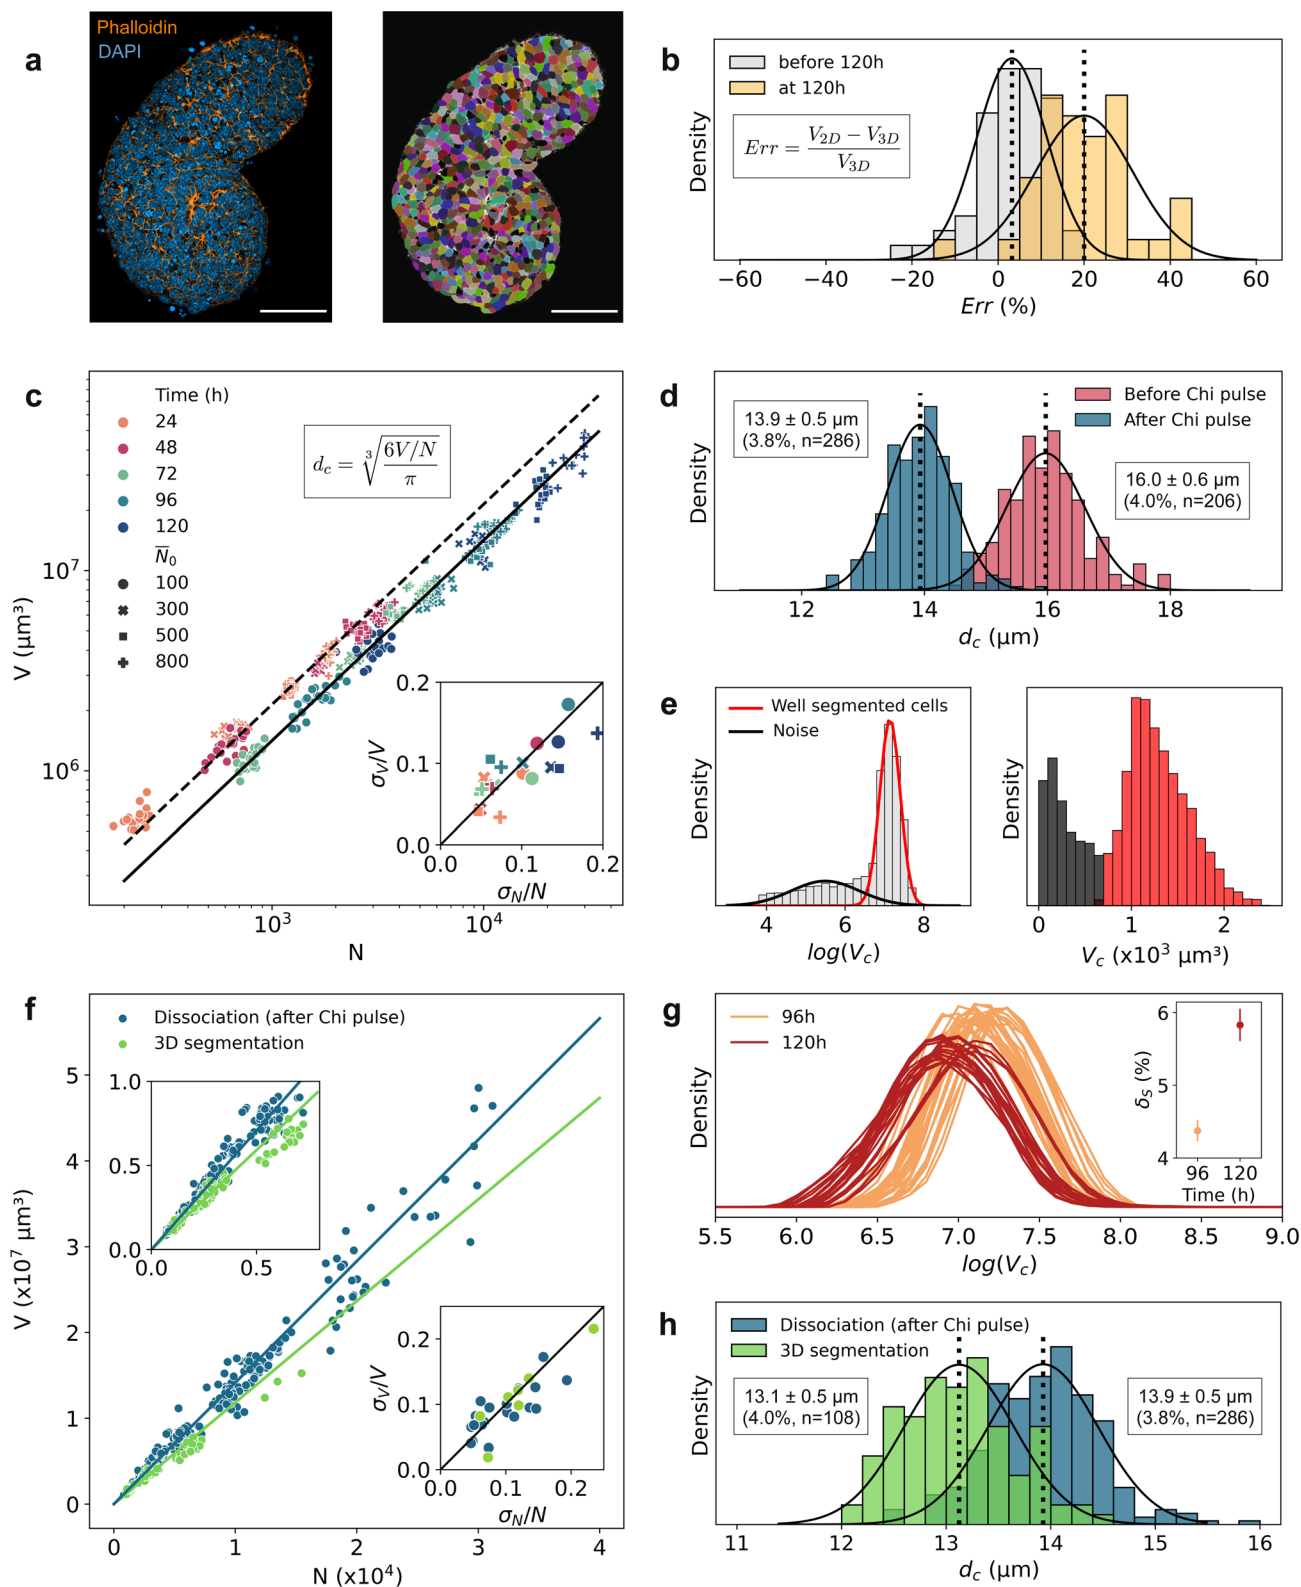 a
Phalloidin
DAPI
b
before 120h
at 120h
Err = (V2D − V3D) / V3D
Density
−60 −40 −20 0 20 40 60
Err (%)
c
Time (h)
24
48
72
96
120
N̅0
100
300
500
800
dc = ∛((6V/N) / π)
V (µm³)
10⁷
10⁶
10³ 10⁴
N
0.2
0.1
0.0
σV/V
0.0 0.1 0.2
σN/N
d
Before Chi pulse
After Chi pulse
13.9 ± 0.5 µm
(3.8%, n=286)
16.0 ± 0.6 µm
(4.0%, n=206)
Density
12 14 16 18
dc (µm)
e
Well segmented cells
Noise
Density
4 6 8
log(Vc)
Density
0 1 2
Vc (x10³ µm³)
f
Dissociation (after Chi pulse)
3D segmentation
V (x10⁷ µm³)
5
4
3
2
1
0
0 1 2 3 4
N (x10⁴)
1.0
0.5
0.0
0.0 0.5
0.2
0.1
0.0
σV/V
0.0 0.1 0.2
σN/N
g
96h
120h
Density
5.5 6.0 6.5 7.0 7.5 8.0 8.5 9.0
log(Vc)
6
5
4
δS (%)
96 120
Time (h)
h
Dissociation (after Chi pulse)
3D segmentation
13.1 ± 0.5 µm
(4.0%, n=108)
13.9 ± 0.5 µm
(3.8%, n=286)
Density
11 12 13 14 15 16
dc (µm)